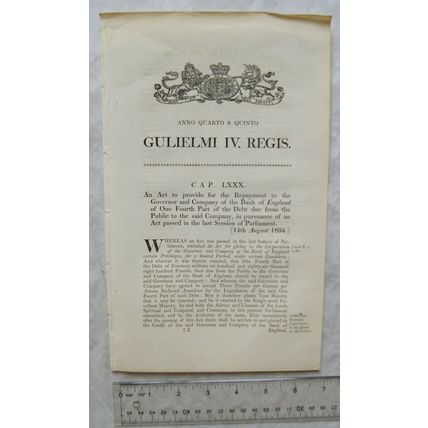 ANNO QUARTO & QUINTO
GULIELMI IV. REGIS.
CAP. LXXX.
An Act to provide for the Repayment to the
Governor and Company of the Bank of England
of One Fourth Part of the Debt due from the
Public to the said Company, in pursuance of an
Act passed in the last Session of Parliament.
[14th August 1834.]
WHEREAS an Act was passed in the last Session of Par-
liament, intituled An Act for giving to the Corporation
of the Governor and Company of the Bank of England
certain Privileges, for a limited Period, under certain Conditions:
And whereas it was therein enacted, that One Fourth Part of
the Debt of Fourteen millions six hundred and eighty-six thousand
eight hundred Pounds, then due from the Public to the Governor
and Company of the Bank of England, should be repaid to the
said Governor and Company: And whereas the said Governor and
Company have agreed to accept Three Pounds per Centum per
Annum Reduced Annuities for the Liquidation of the said One
Fourth Part of such Debt: May it therefore please Your Majesty
that it may be enacted, and be it enacted by the King's most Ex-
cellent Majesty, by and with the Advice and Consent of the Lords
Spiritual and Temporal, and Commons, in this present Parliament
assembled, and by the Authority of the same, That immediately
after the passing of this Act there shall be written in and placed to
the Credit of the said Governor and Company of the Bank of
7 Z England,
0 1 2 3 4 5 6 7